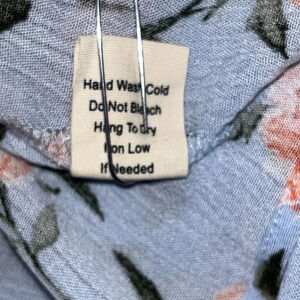 Hand Wash Cold
Do Not Bleach
Hang To Dry
Iron Low
If Needed